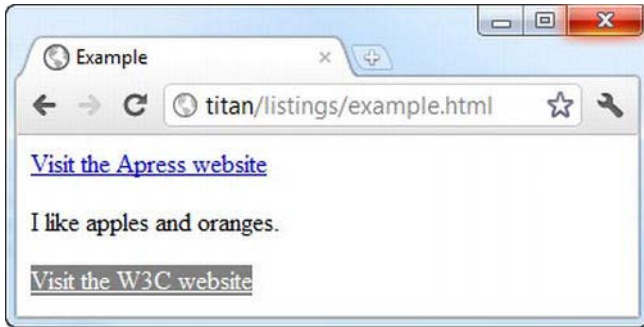 Example
titan/listings/example.html
Visit the Apress website
I like apples and oranges.
Visit the W3C website